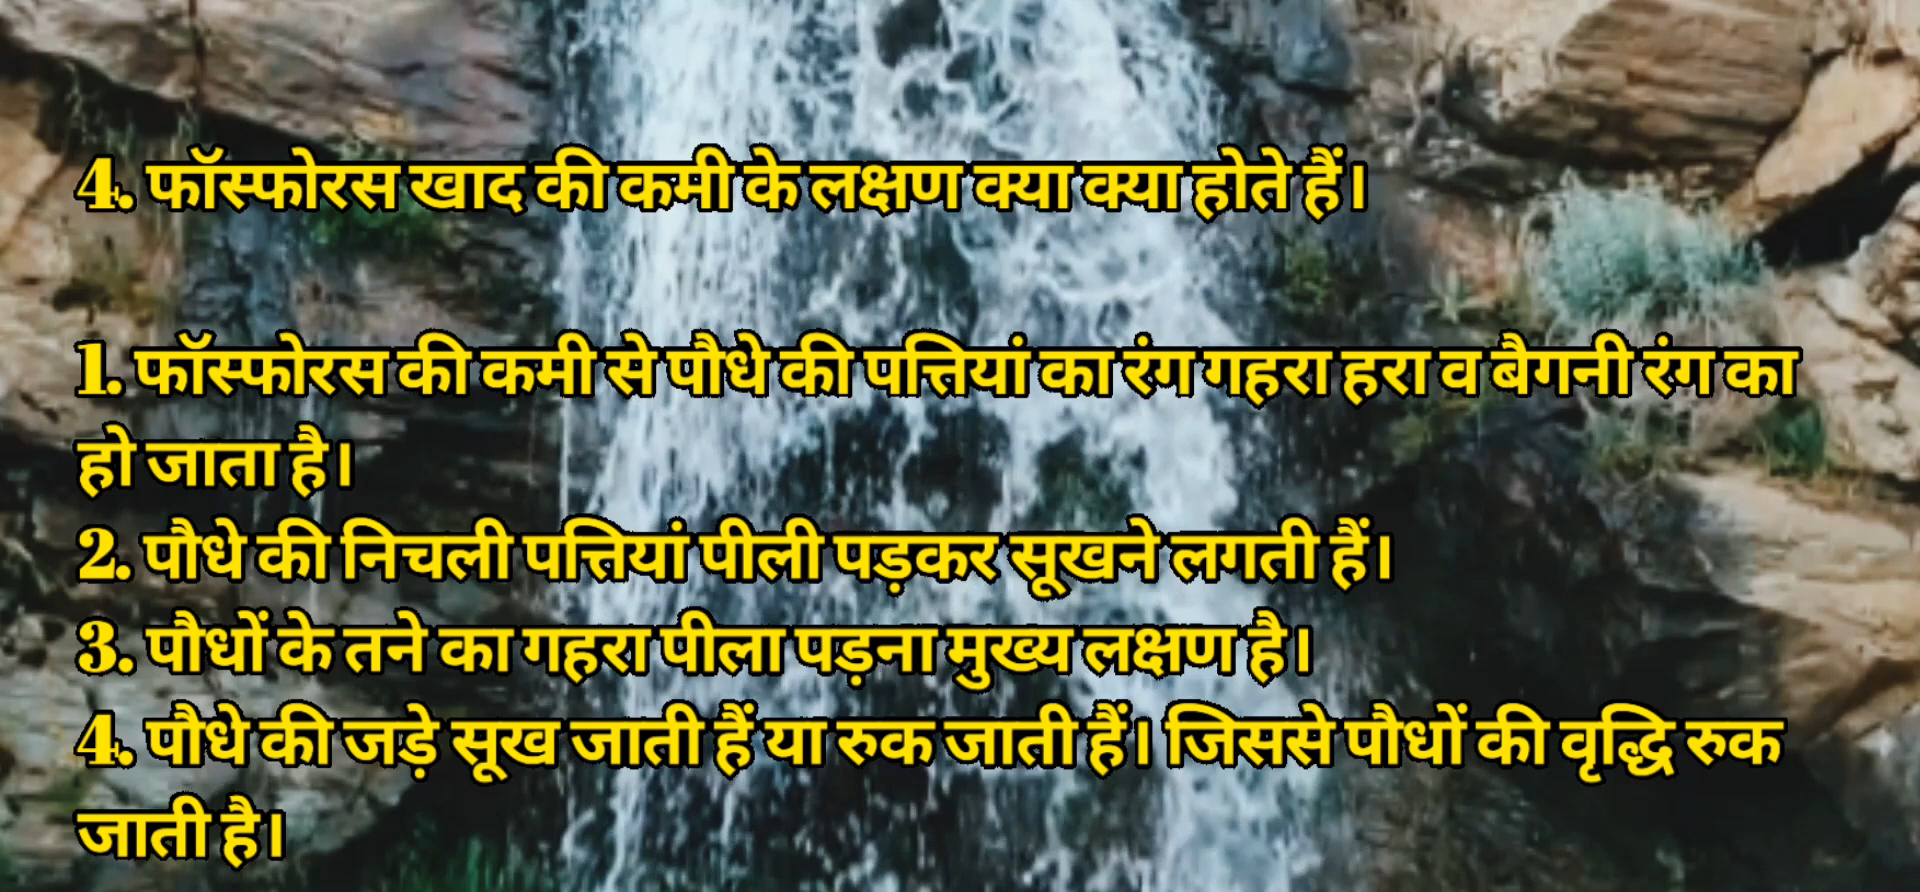 4. फॉस्फोरस खाद की कमी के लक्षण क्या क्या होते हैं।
1. फॉस्फोरस की कमी से पौधे की पत्तियां का रंग गहरा हरा व बैगनी रंग का
हो जाता है।
2. पौधे की निचली पत्तियां पीली पड़कर सूखने लगती हैं।
3. पौधों के तने का गहरा पीला पड़ना मुख्य लक्षण है।
4. पौधे की जड़े सूख जाती हैं या रुक जाती हैं। जिससे पौधों की वृद्धि रुक
जाती है।